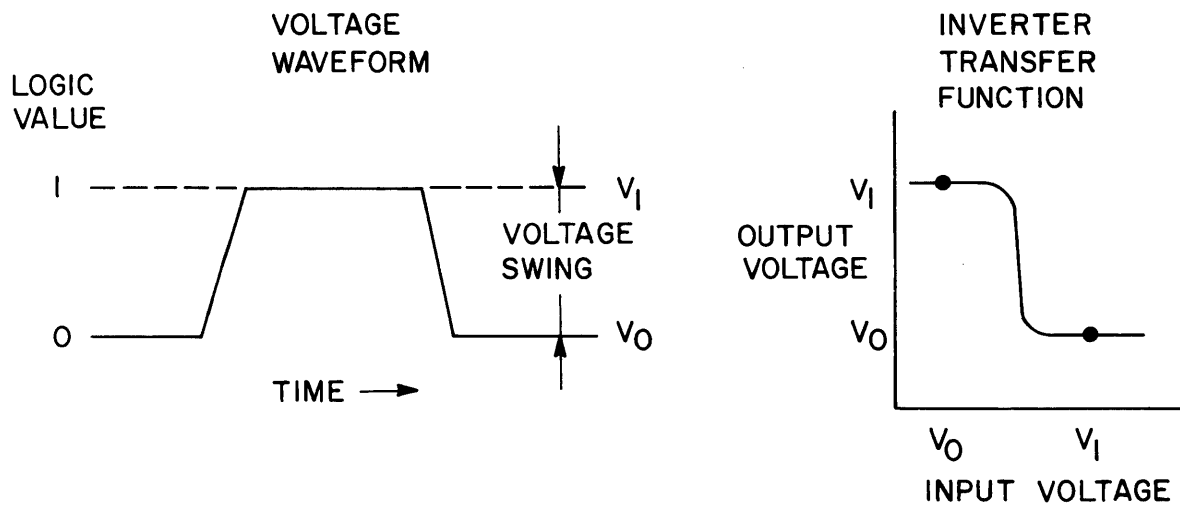 VOLTAGE
WAVEFORM
LOGIC
VALUE
1
V1
VOLTAGE
SWING
0
V0
TIME
INVERTER
TRANSFER
FUNCTION
V1
OUTPUT
VOLTAGE
V0
V0 V1
INPUT VOLTAGE